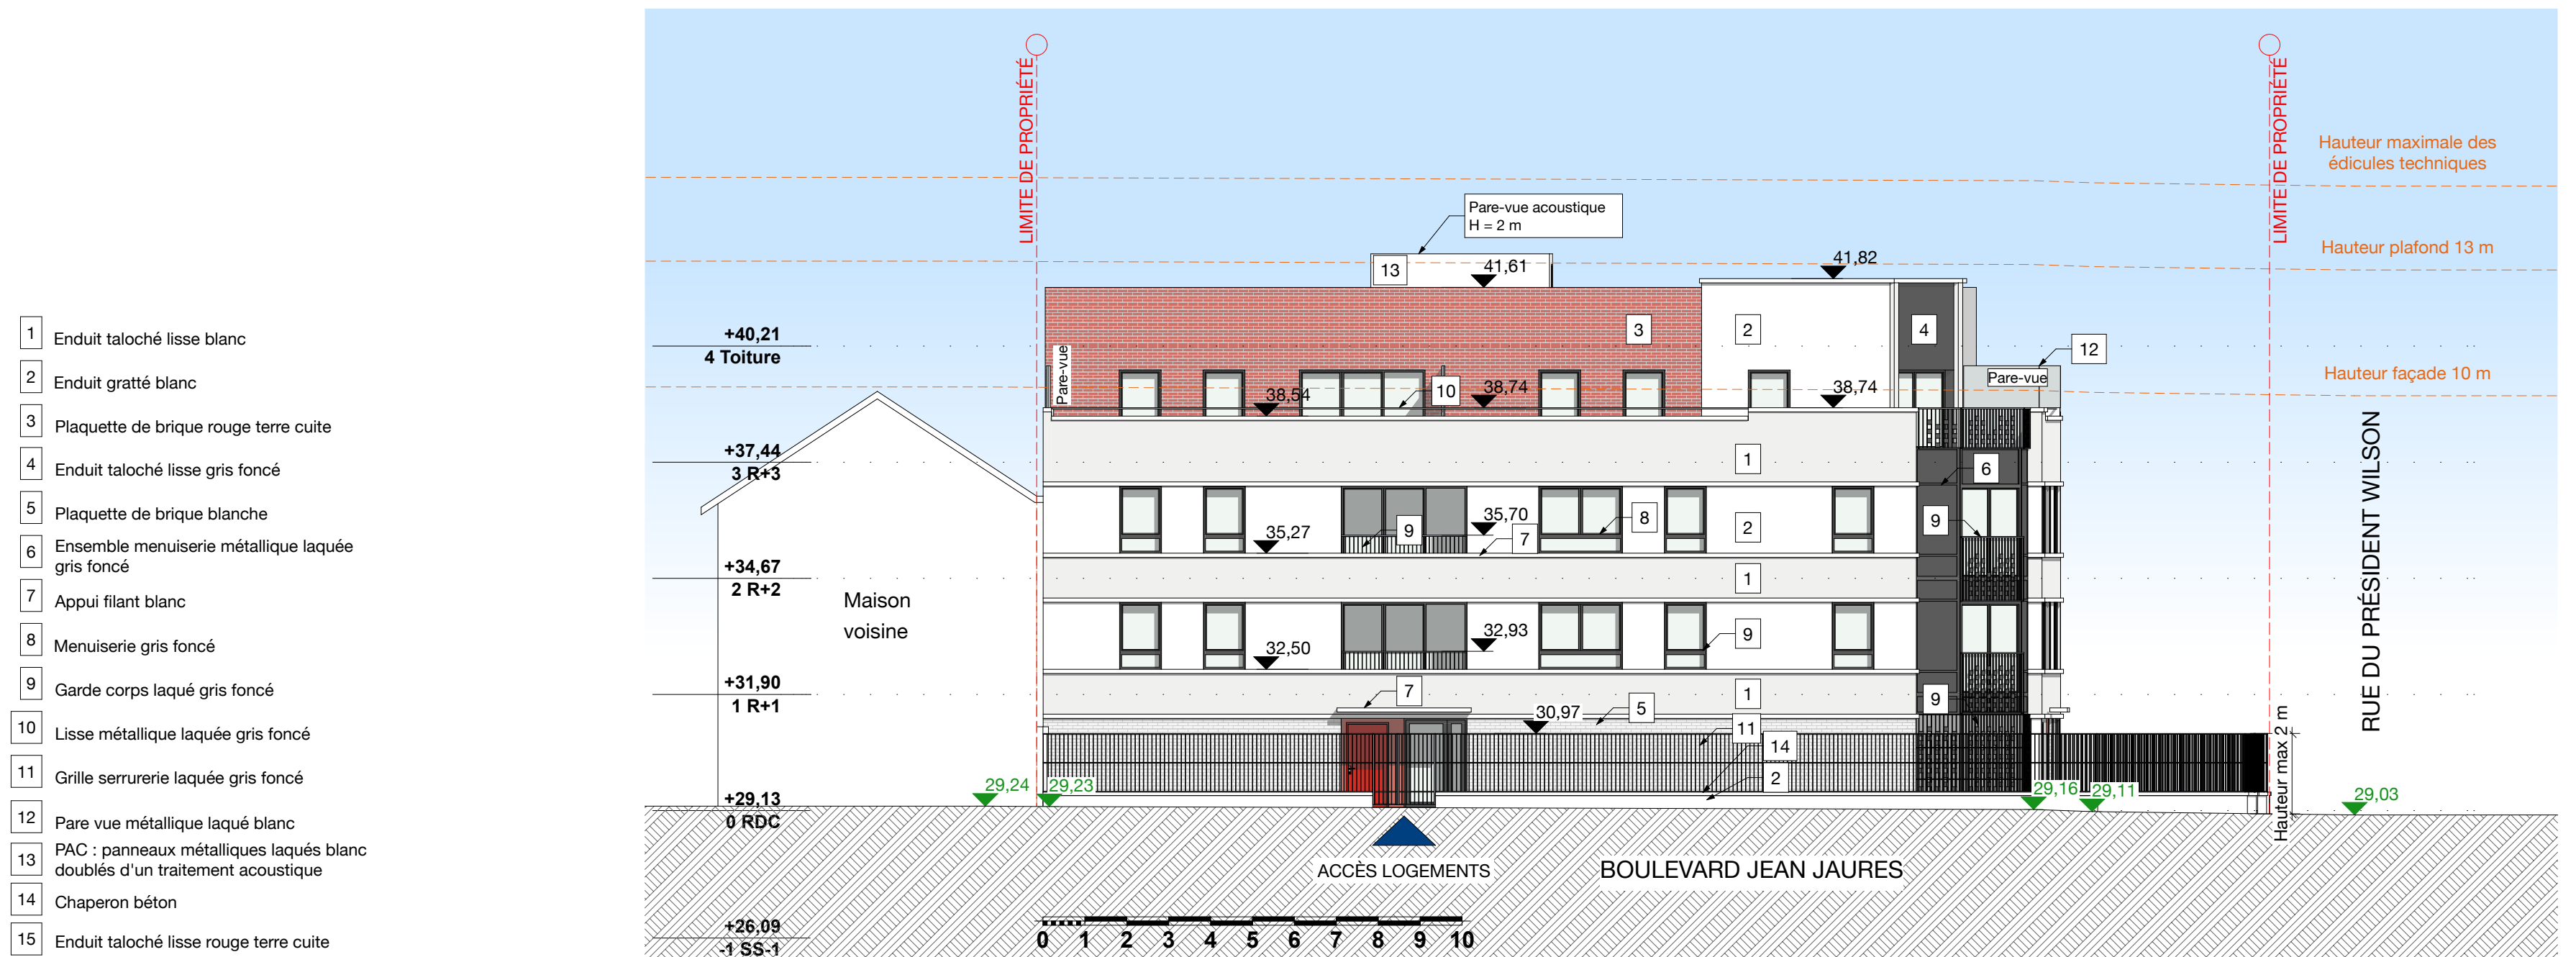 1 Enduit taloché lisse blanc
2 Enduit gratté blanc
3 Plaquette de brique rouge terre cuite
4 Enduit taloché lisse gris foncé
5 Plaquette de brique blanche
6 Ensemble menuiserie métallique laquée
gris foncé
7 Appui filant blanc
8 Menuiserie gris foncé
9 Garde corps laqué gris foncé
10 Lisse métallique laquée gris foncé
11 Grille serrurerie laquée gris foncé
12 Pare vue métallique laqué blanc
13 PAC : panneaux métalliques laqués blanc
doublés d'un traitement acoustique
14 Chaperon béton
15 Enduit taloché lisse rouge terre cuite
+40,21
4 Toiture
+37,44
3 R+3
+34,67
2 R+2
+31,90
1 R+1
+29,13
0 RDC
+26,09
-1 SS-1
Maison
voisine
LIMITE DE PROPRIÉTÉ
LIMITE DE PROPRIÉTÉ
Hauteur maximale des
édicules techniques
Hauteur plafond 13 m
Hauteur façade 10 m
Pare-vue acoustique
H = 2 m
13
41,61
41,82
3
2
4
12
Pare-vue
Pare-vue
38,54
10
38,74
38,74
1
6
35,27
9
35,70
7
8
2
9
1
32,50
32,93
9
7
1
9
30,97
5
11
14
2
29,24
29,23
29,16
29,11
29,03
Hauteur max 2 m
RUE DU PRÉSIDENT WILSON
ACCÈS LOGEMENTS
BOULEVARD JEAN JAURES
0 1 2 3 4 5 6 7 8 9 10